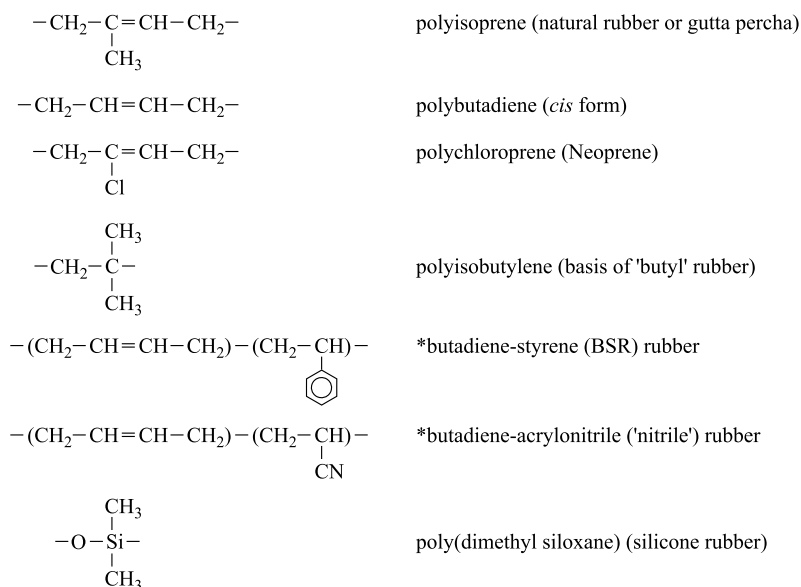 –CH₂–C=CH–CH₂– polyisoprene (natural rubber or gutta percha)
CH₃
–CH₂–CH=CH–CH₂– polybutadiene (cis form)
–CH₂–C=CH–CH₂– polychloroprene (Neoprene)
Cl
CH₃
–CH₂–C– polyisobutylene (basis of 'butyl' rubber)
CH₃
–(CH₂–CH=CH–CH₂)–(CH₂–CH)– *butadiene-styrene (BSR) rubber
–(CH₂–CH=CH–CH₂)–(CH₂–CH)– *butadiene-acrylonitrile ('nitrile') rubber
CN
CH₃
–O–Si– poly(dimethyl siloxane) (silicone rubber)
CH₃